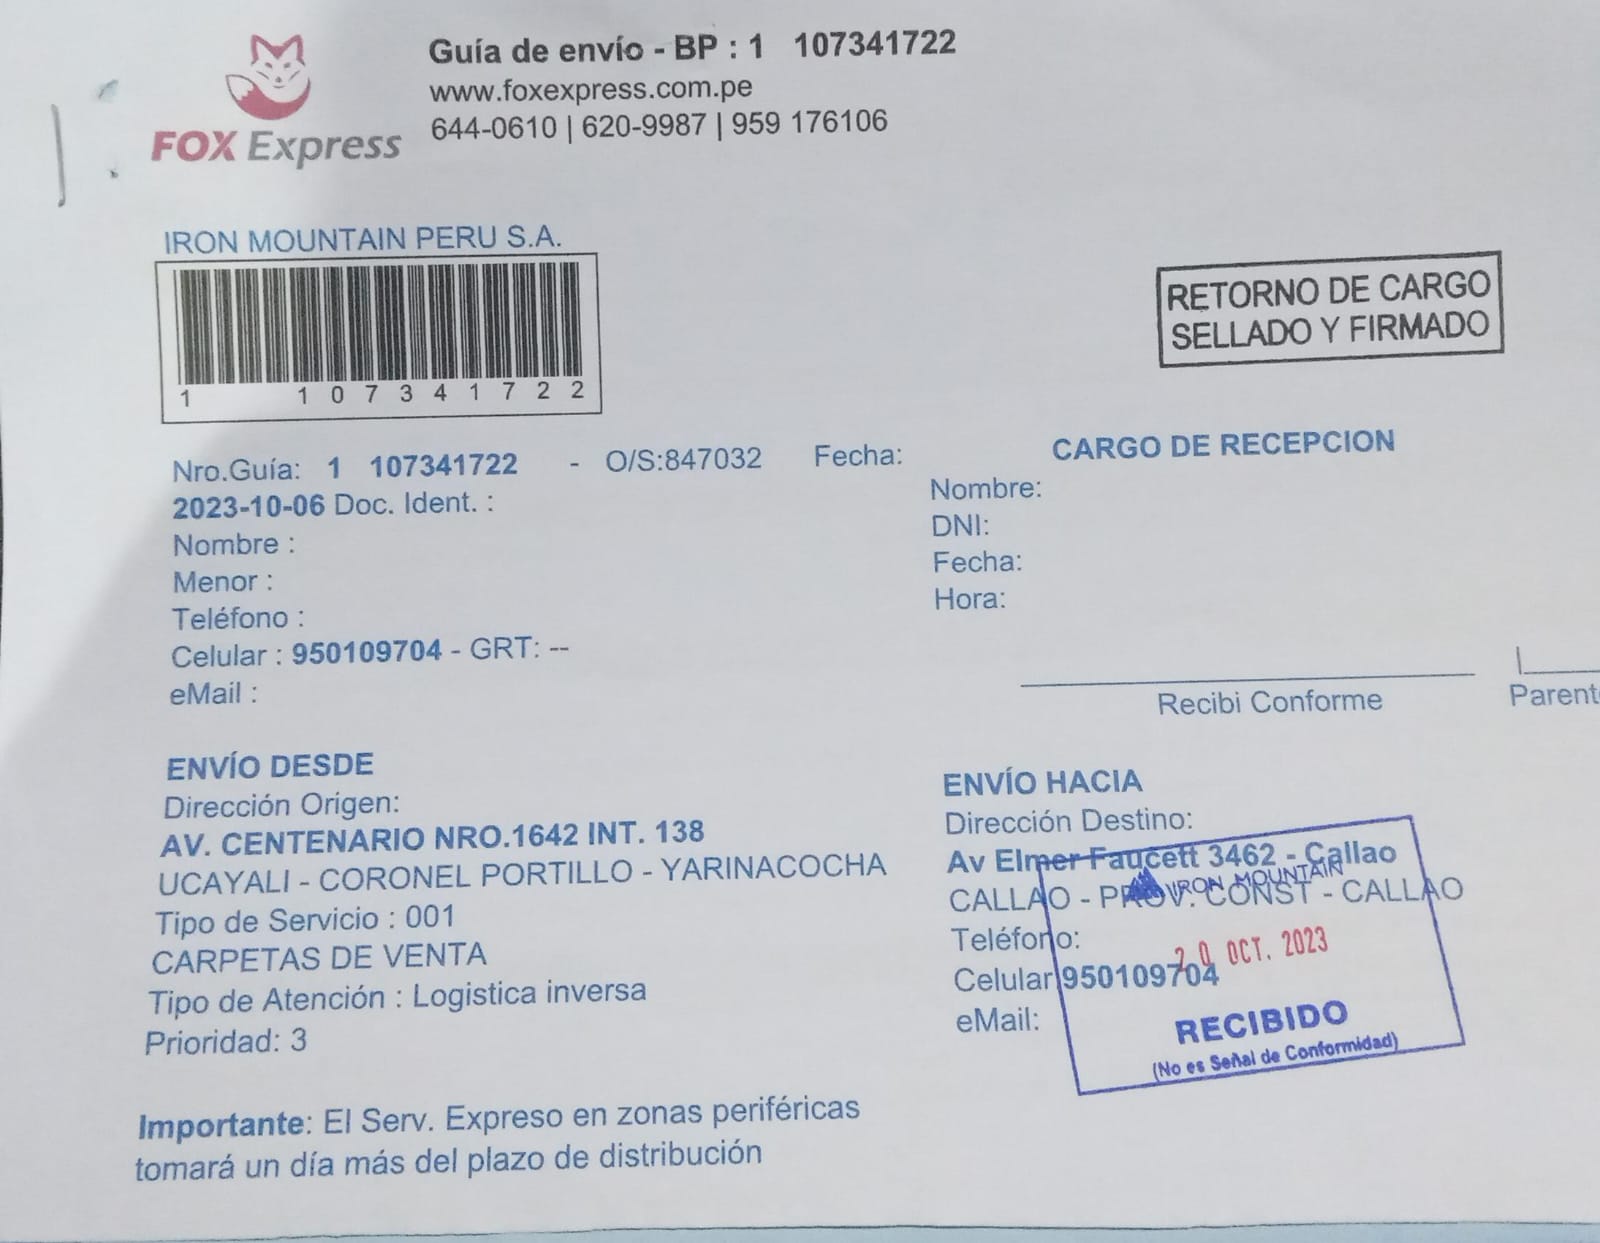 Guía de envío - BP : 1 107341722
www.foxexpress.com.pe
644-0610 | 620-9987 | 959 176106
FOX Express
IRON MOUNTAIN PERU S.A.
1 107341722
RETORNO DE CARGO
SELLADO Y FIRMADO
Nro.Guía: 1 107341722 - O/S:847032 Fecha:
2023-10-06 Doc. Ident. :
Nombre :
Menor :
Teléfono :
Celular : 950109704 - GRT: --
eMail :
CARGO DE RECEPCION
Nombre:
DNI:
Fecha:
Hora:
Recibi Conforme
Parent
ENVÍO DESDE
Dirección Origen:
AV. CENTENARIO NRO.1642 INT. 138
UCAYALI - CORONEL PORTILLO - YARINACOCHA
Tipo de Servicio : 001
CARPETAS DE VENTA
Tipo de Atención : Logistica inversa
Prioridad: 3
ENVÍO HACIA
Dirección Destino:
Av Elmer Faucett 3462 - Callao
CALLAO - PROV. CONST - CALLAO
Teléfono:
Celular 950109704
eMail:
IRON MOUNTAIN
20 OCT. 2023
RECIBIDO
(No es Señal de Conformidad)
Importante: El Serv. Expreso en zonas periféricas
tomará un día más del plazo de distribución